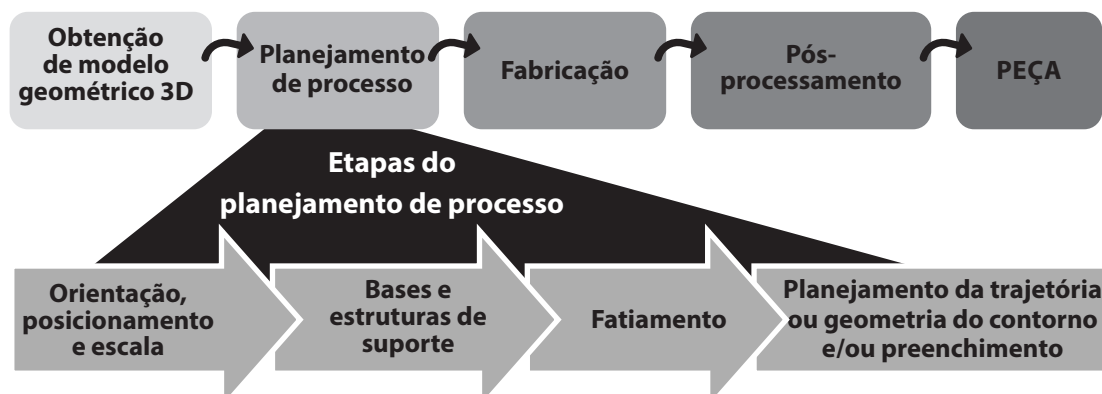 Obtenção
de modelo
geométrico 3D
Planejamento
de processo
Fabricação
Pós-
processamento
PEÇA
Etapas do
planejamento de processo
Orientação,
posicionamento
e escala
Bases e
estruturas de
suporte
Fatiamento
Planejamento da trajetória
ou geometria do contorno
e/ou preenchimento